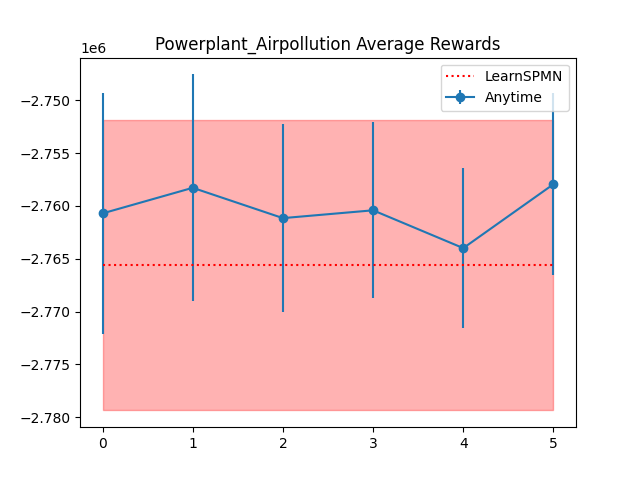 Powerplant_Airpollution Average Rewards
1e6
LearnSPMN
Anytime
−2.750
−2.755
−2.760
−2.765
−2.770
−2.775
−2.780
0 1 2 3 4 5